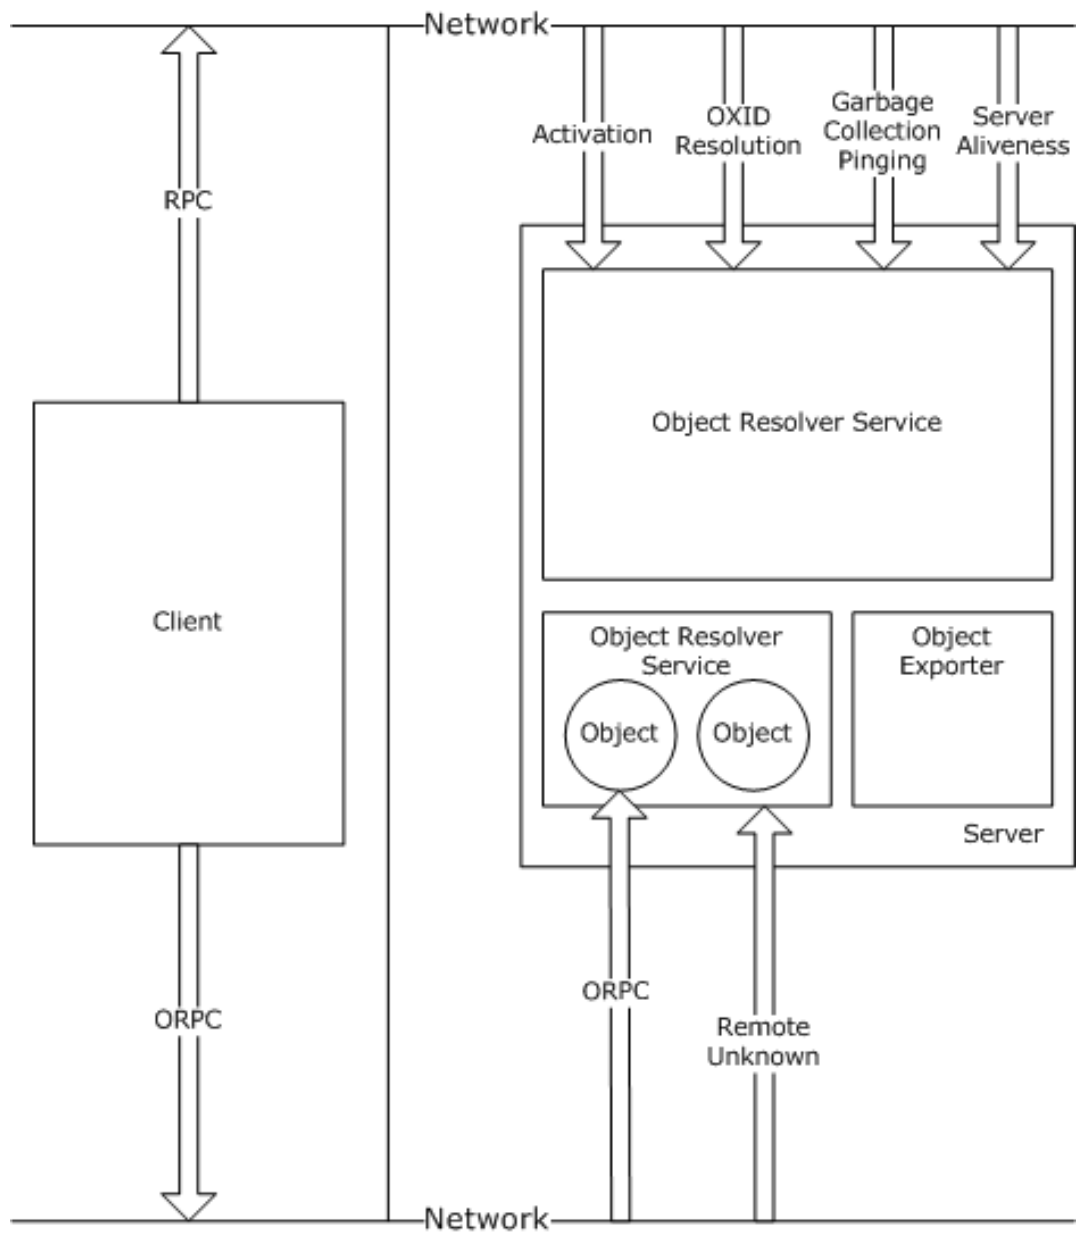 Network
Activation
OXID
Resolution
Garbage
Collection
Pinging
Server
Aliveness
RPC
Object Resolver Service
Client
Object Resolver
Service
Object
Object
Object
Exporter
Server
ORPC
ORPC
Remote
Unknown
Network